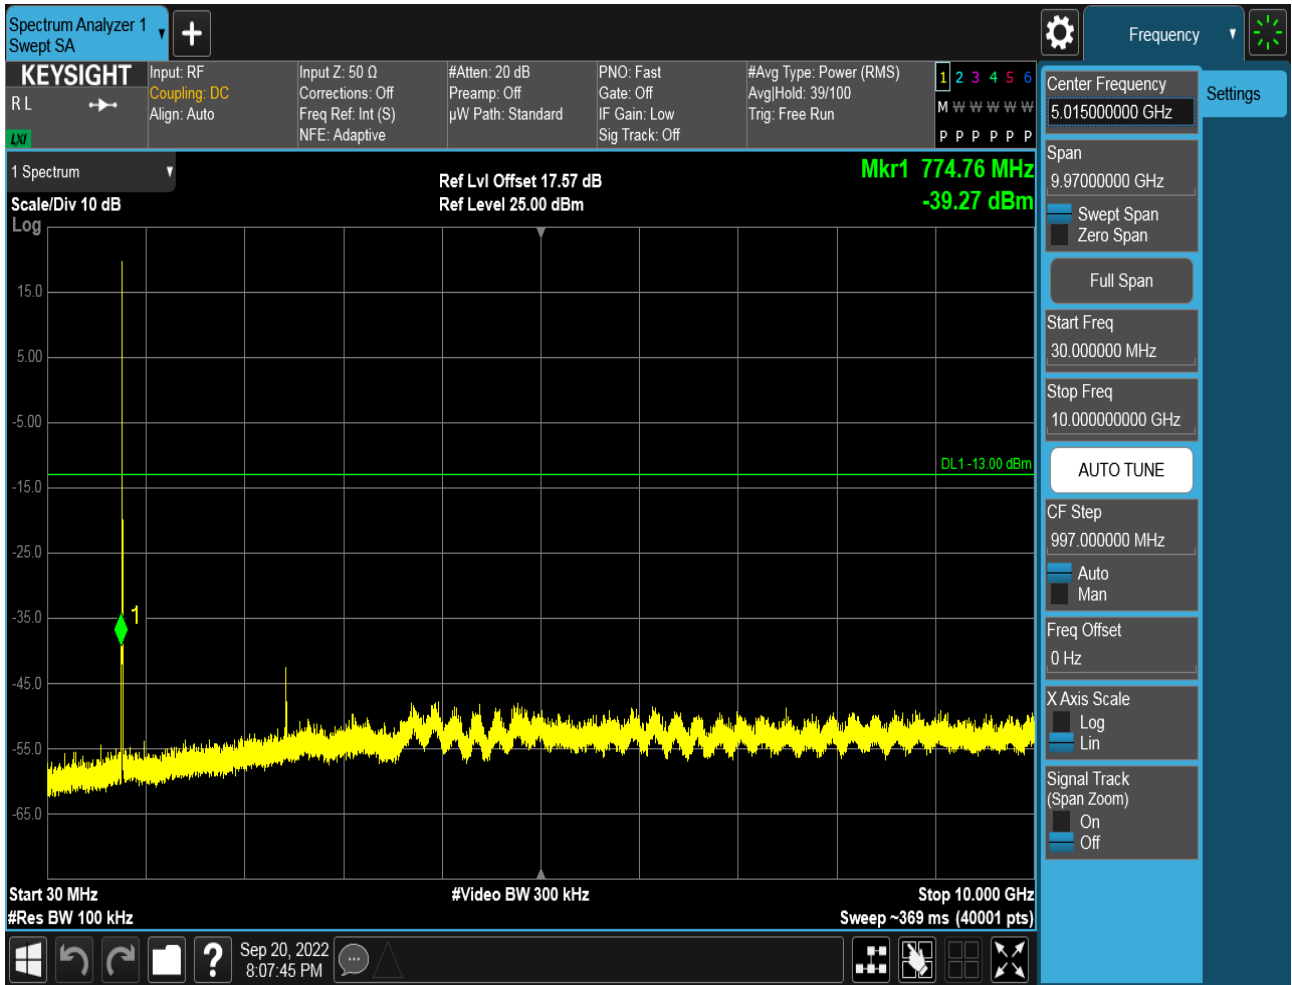 Spectrum Analyzer 1
Swept SA
Frequency
KEYSIGHT
R L
LXI
Input: RF
Coupling: DC
Align: Auto
Input Z: 50 Ω
Corrections: Off
Freq Ref: Int (S)
NFE: Adaptive
#Atten: 20 dB
Preamp: Off
µW Path: Standard
PNO: Fast
Gate: Off
IF Gain: Low
Sig Track: Off
#Avg Type: Power (RMS)
Avg|Hold: 39/100
Trig: Free Run
1 2 3 4 5 6
M W W W W W
P P P P P P
1 Spectrum
Scale/Div 10 dB
Log
Ref Lvl Offset 17.57 dB
Ref Level 25.00 dBm
Mkr1 774.76 MHz
-39.27 dBm
15.0
5.00
-5.00
-15.0
-25.0
-35.0
-45.0
-55.0
-65.0
DL1 -13.00 dBm
1
Start 30 MHz
#Res BW 100 kHz
#Video BW 300 kHz
Stop 10.000 GHz
Sweep ~369 ms (40001 pts)
Center Frequency
5.015000000 GHz
Settings
Span
9.97000000 GHz
Swept Span
Zero Span
Full Span
Start Freq
30.000000 MHz
Stop Freq
10.000000000 GHz
AUTO TUNE
CF Step
997.000000 MHz
Auto
Man
Freq Offset
0 Hz
X Axis Scale
Log
Lin
Signal Track
(Span Zoom)
On
Off
?
Sep 20, 2022
8:07:45 PM